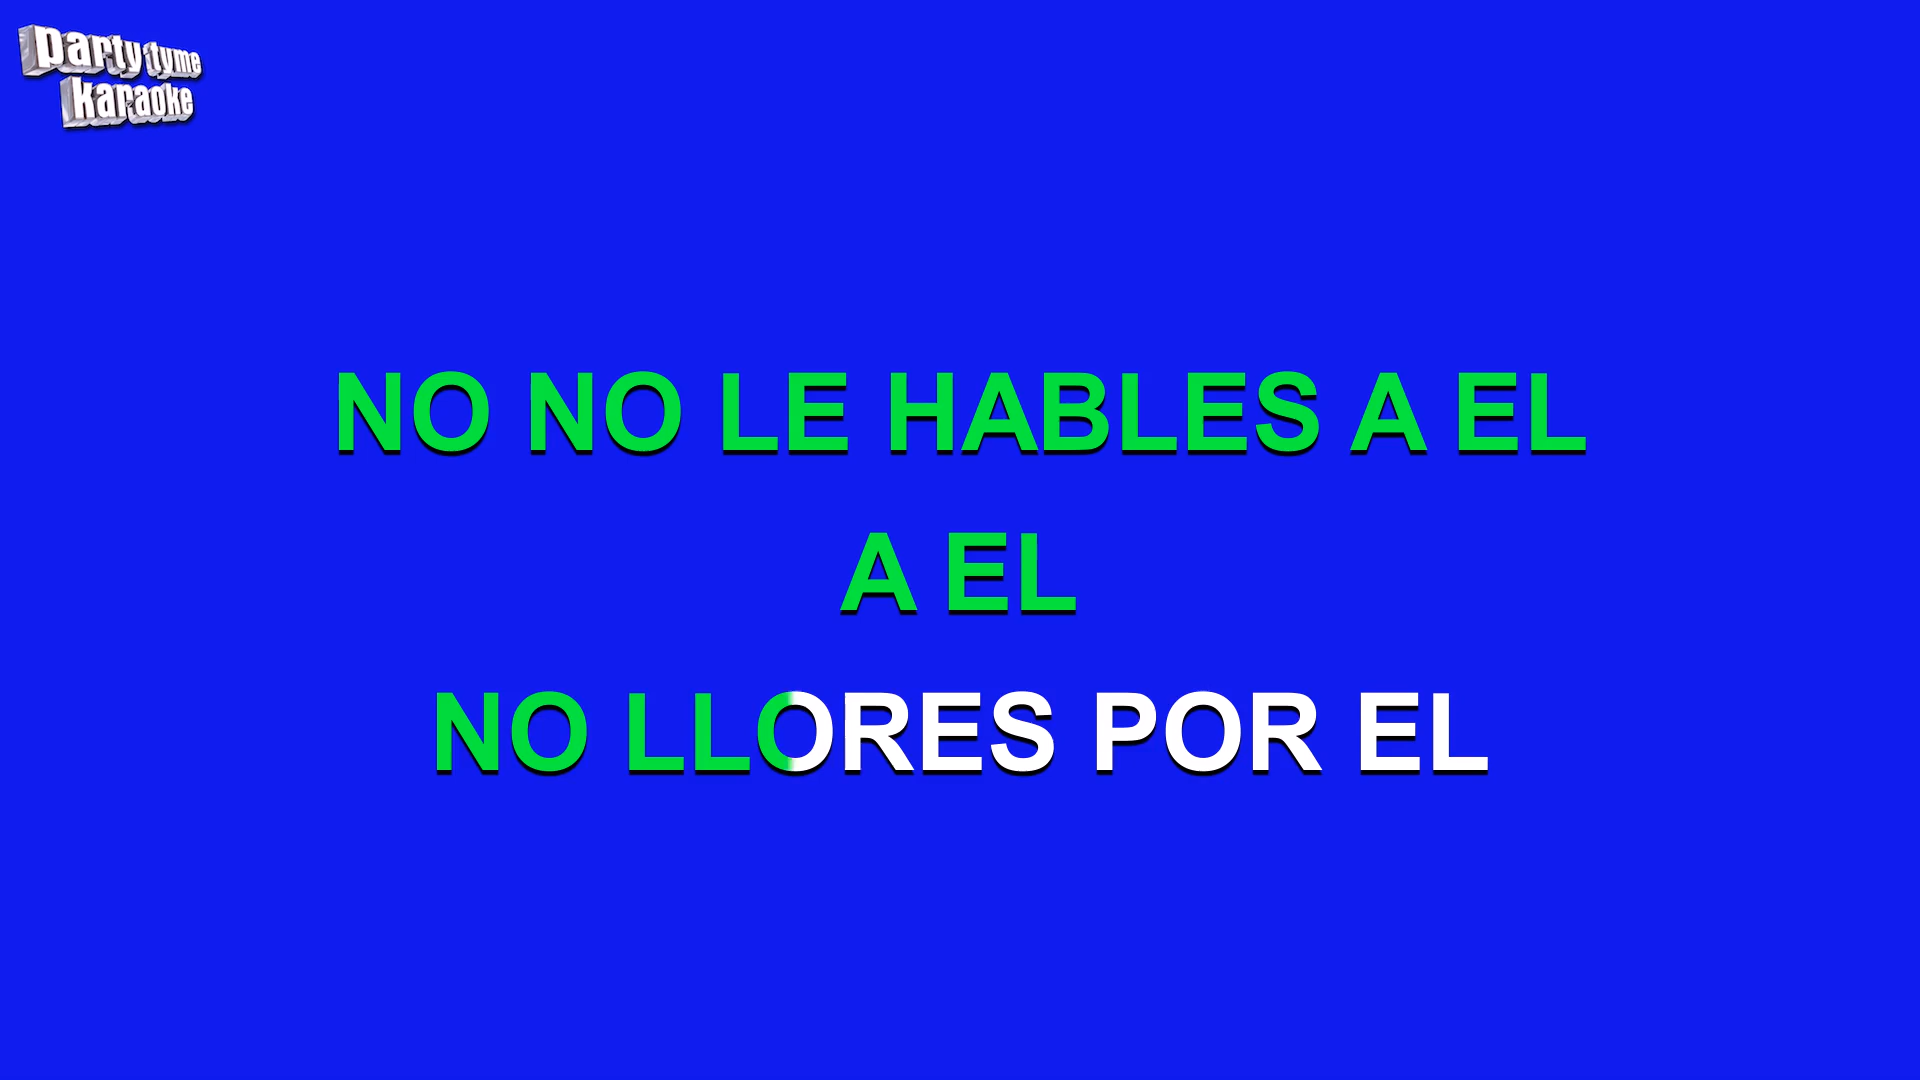 party tyme
karaoke
NO NO LE HABLES A EL
A EL
NO LLORES POR EL